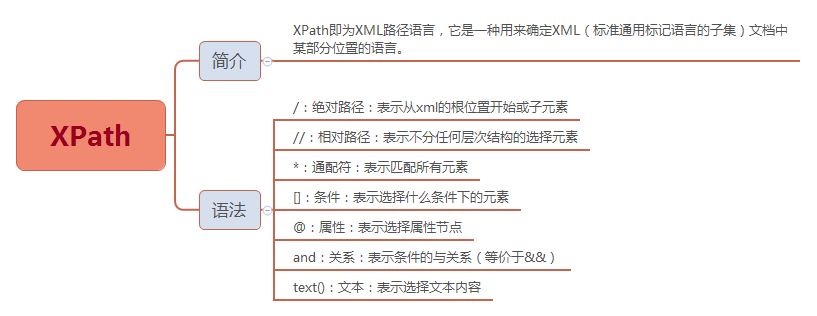 XPath
简介
XPath即为XML路径语言，它是一种用来确定XML（标准通用标记语言的子集）文档中
某部分位置的语言。
语法
/：绝对路径：表示从xml的根位置开始或子元素
//：相对路径：表示不分任何层次结构的选择元素
*：通配符：表示匹配所有元素
[]：条件：表示选择什么条件下的元素
@：属性：表示选择属性节点
and：关系：表示条件的与关系（等价于&&）
text()：文本：表示选择文本内容